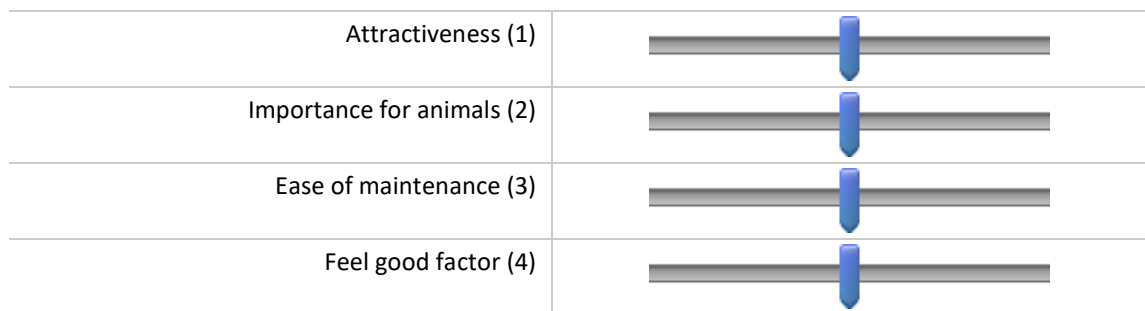 Attractiveness (1)
Importance for animals (2)
Ease of maintenance (3)
Feel good factor (4)